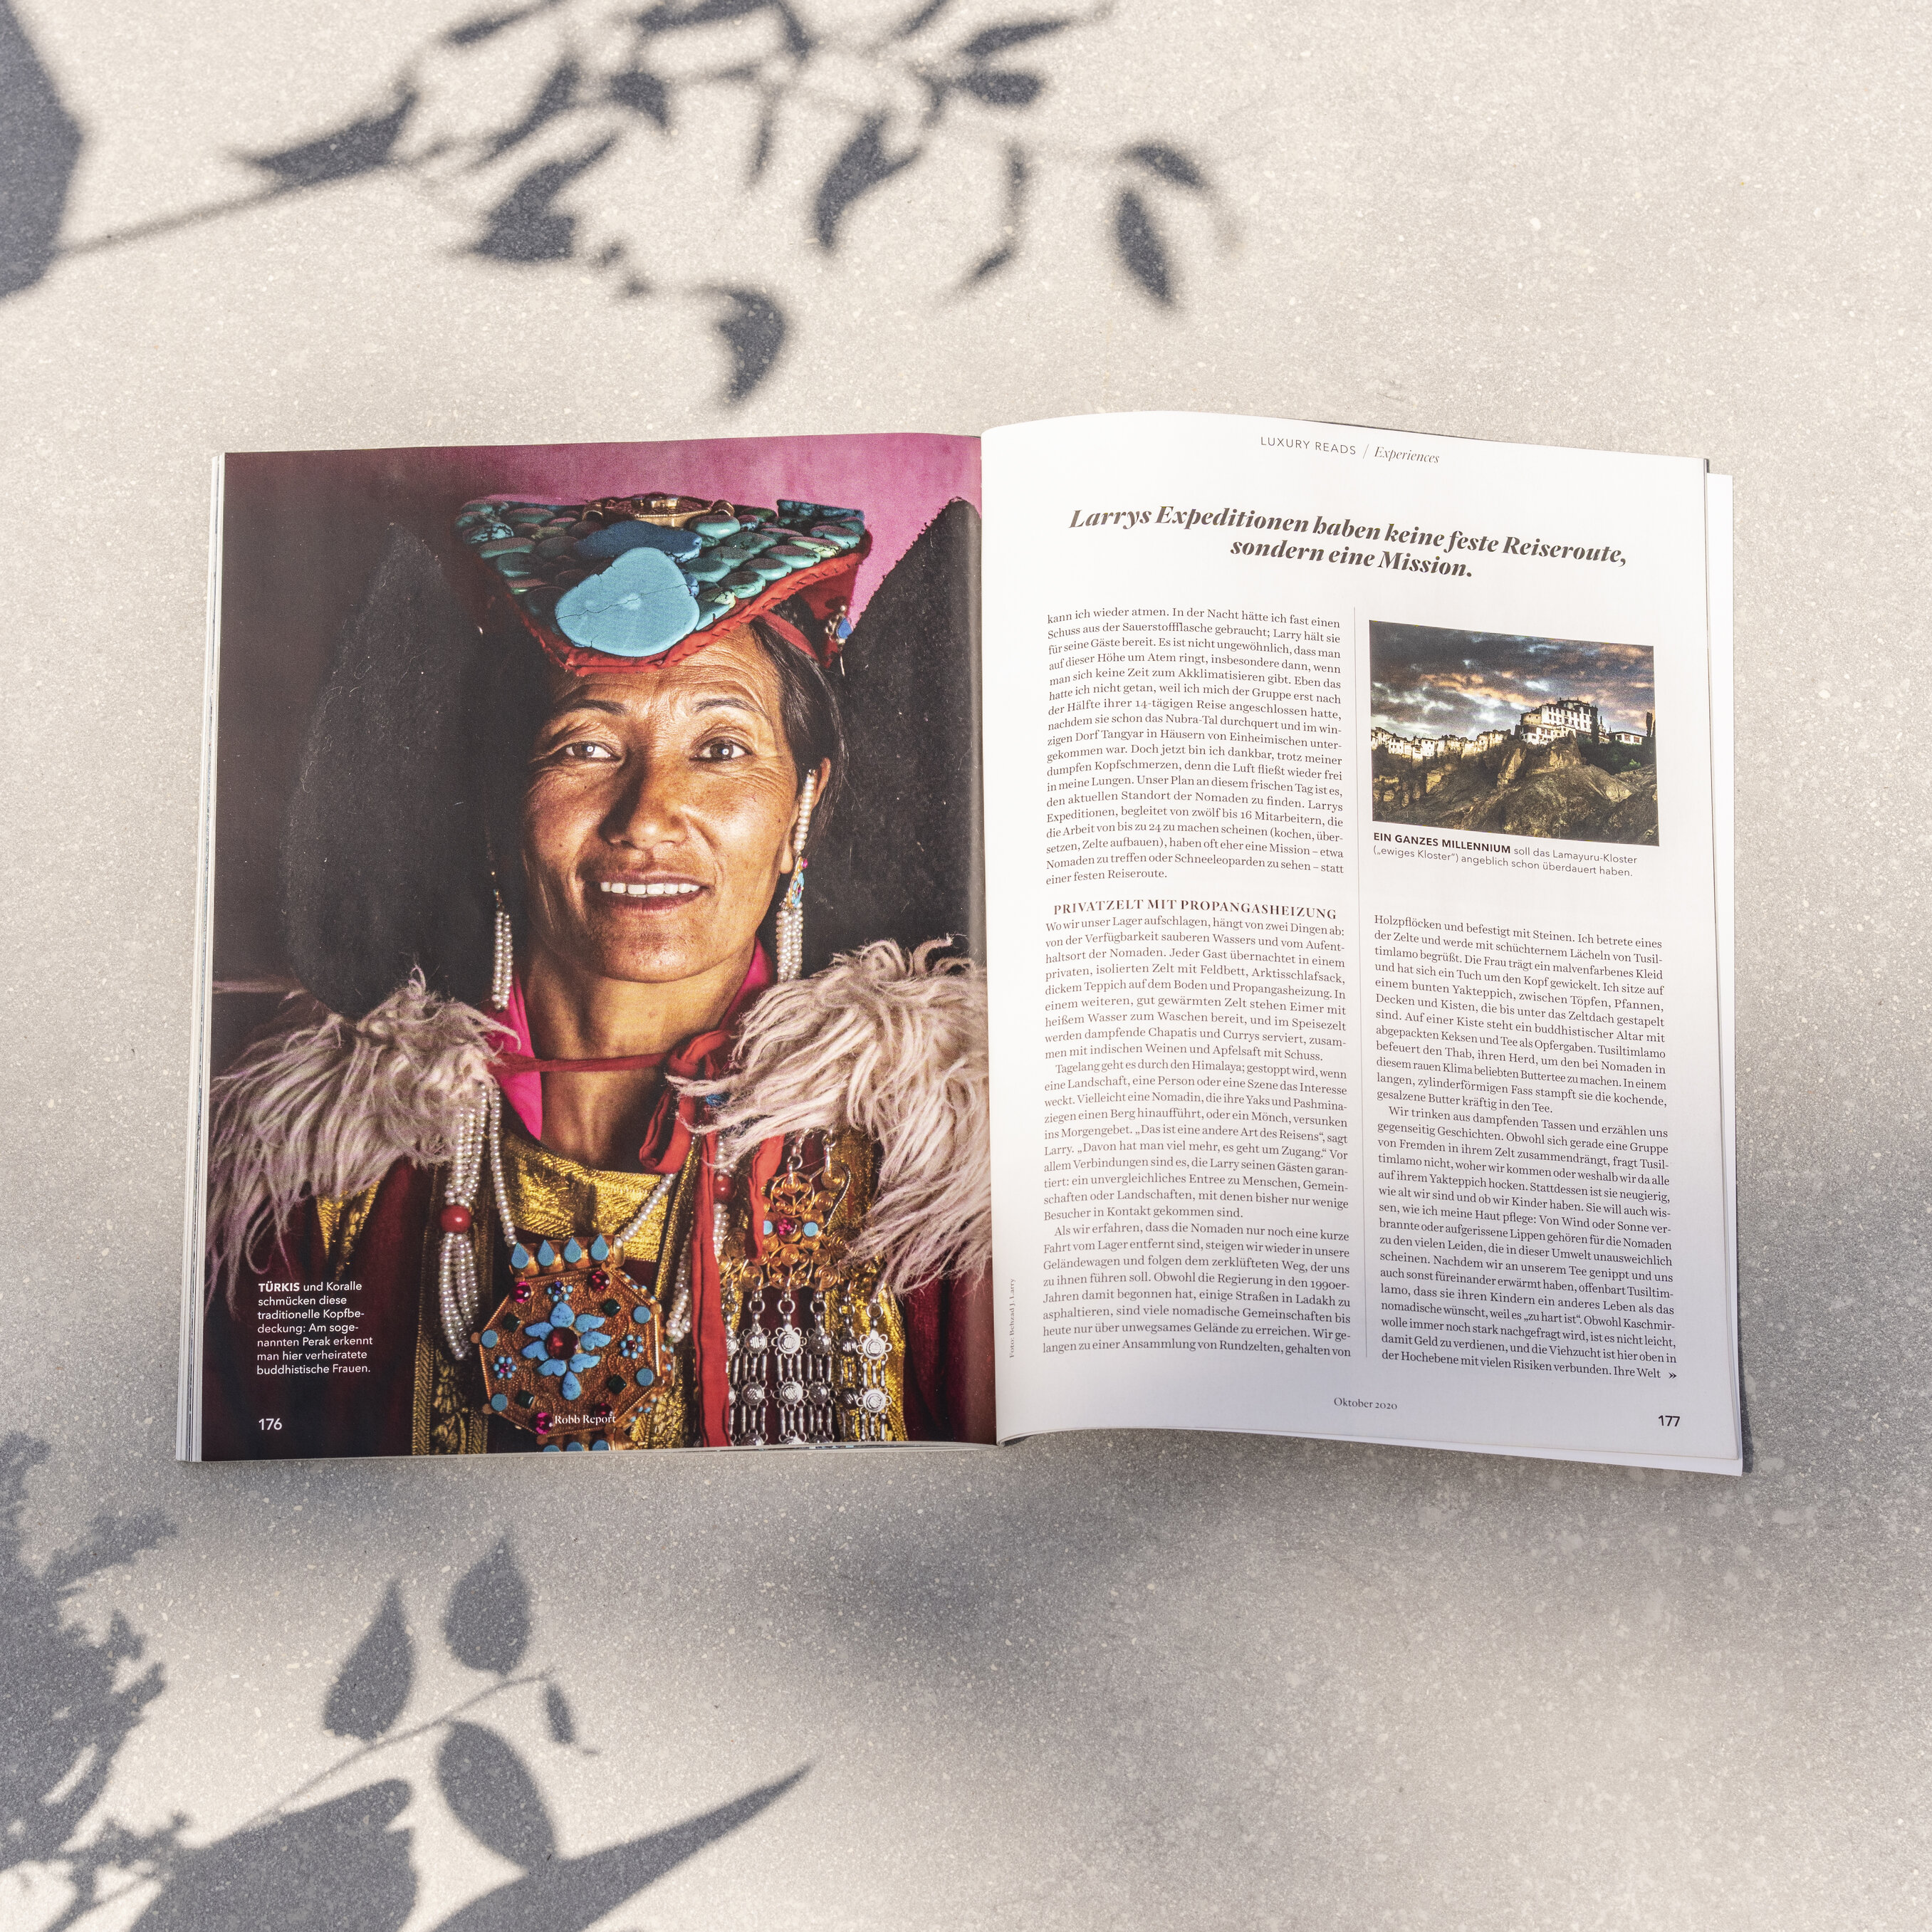 TÜRKIS und Koralle
schmücken diese
traditionelle Kopfbe-
deckung: Am soge-
nannten Perak erkennt
man hier verheiratete
buddhistische Frauen.
176
Robb Report
LUXURY READS / Experiences
Larrys Expeditionen haben keine feste Reiseroute,
sondern eine Mission.
kann ich wieder atmen. In der Nacht hätte ich fast einen
Schuss aus der Sauerstoffflasche gebraucht; Larry hält sie
für seine Gäste bereit. Es ist nicht ungewöhnlich, dass man
auf dieser Höhe um Atem ringt, insbesondere dann, wenn
man sich keine Zeit zum Akklimatisieren gibt. Eben das
hatte ich nicht getan, weil ich mich der Gruppe erst nach
der Hälfte ihrer 14-tägigen Reise angeschlossen hatte,
nachdem sie schon das Nubra-Tal durchquert und im win-
zigen Dorf Tangyar in Häusern von Einheimischen unter-
gekommen war. Doch jetzt bin ich dankbar, trotz meiner
dumpfen Kopfschmerzen, denn die Luft fließt wieder frei
in meine Lungen. Unser Plan an diesem frischen Tag ist es,
den aktuellen Standort der Nomaden zu finden. Larrys
Expeditionen, begleitet von zwölf bis 16 Mitarbeitern, die
die Arbeit von bis zu 24 zu machen scheinen (kochen, über-
setzen, Zelte aufbauen), haben oft eher eine Mission – etwa
Nomaden zu treffen oder Schneeleoparden zu sehen – statt
einer festen Reiseroute.
PRIVATZELT MIT PROPANGASHEIZUNG
Wo wir unser Lager aufschlagen, hängt von zwei Dingen ab:
von der Verfügbarkeit sauberen Wassers und vom Aufent-
haltsort der Nomaden. Jeder Gast übernachtet in einem
privaten, isolierten Zelt mit Feldbett, Arktisschlafsack,
dickem Teppich auf dem Boden und Propangasheizung. In
einem weiteren, gut gewärmten Zelt stehen Eimer mit
heißem Wasser zum Waschen bereit, und im Speisezelt
werden dampfende Chapatis und Currys serviert, zusam-
men mit indischen Weinen und Apfelsaft mit Schuss.
Tagelang geht es durch den Himalaya; gestoppt wird, wenn
eine Landschaft, eine Person oder eine Szene das Interesse
weckt. Vielleicht eine Nomadin, die ihre Yaks und Pashmina-
ziegen einen Berg hinaufführt, oder ein Mönch, versunken
ins Morgengebet. „Das ist eine andere Art des Reisens“, sagt
Larry. „Davon hat man viel mehr, es geht um Zugang.“ Vor
allem Verbindungen sind es, die Larry seinen Gästen garan-
tiert: ein unvergleichliches Entree zu Menschen, Gemein-
schaften oder Landschaften, mit denen bisher nur wenige
Besucher in Kontakt gekommen sind.
Als wir erfahren, dass die Nomaden nur noch eine kurze
Fahrt vom Lager entfernt sind, steigen wir wieder in unsere
Geländewagen und folgen dem zerklüfteten Weg, der uns
zu ihnen führen soll. Obwohl die Regierung in den 1990er-
Jahren damit begonnen hat, einige Straßen in Ladakh zu
asphaltieren, sind viele nomadische Gemeinschaften bis
heute nur über unwegsames Gelände zu erreichen. Wir ge-
langen zu einer Ansammlung von Rundzelten, gehalten von
Foto: Behzad J. Larry
EIN GANZES MILLENNIUM soll das Lamayuru-Kloster
(„ewiges Kloster“) angeblich schon überdauert haben.
Holzpflöcken und befestigt mit Steinen. Ich betrete eines
der Zelte und werde mit schüchternem Lächeln von Tusil-
timlamo begrüßt. Die Frau trägt ein malvenfarbenes Kleid
und hat sich ein Tuch um den Kopf gewickelt. Ich sitze auf
einem bunten Yakteppich, zwischen Töpfen, Pfannen,
Decken und Kisten, die bis unter das Zeltdach gestapelt
sind. Auf einer Kiste steht ein buddhistischer Altar mit
abgepackten Keksen und Tee als Opfergaben. Tusiltimlamo
befeuert den Thab, ihren Herd, um den bei Nomaden in
diesem rauen Klima beliebten Buttertee zu machen. In einem
langen, zylinderförmigen Fass stampft sie die kochende,
gesalzene Butter kräftig in den Tee.
Wir trinken aus dampfenden Tassen und erzählen uns
gegenseitig Geschichten. Obwohl sich gerade eine Gruppe
von Fremden in ihrem Zelt zusammendrängt, fragt Tusil-
timlamo nicht, woher wir kommen oder weshalb wir da alle
auf ihrem Yakteppich hocken. Stattdessen ist sie neugierig,
wie alt wir sind und ob wir Kinder haben. Sie will auch wis-
sen, wie ich meine Haut pflege: Von Wind oder Sonne ver-
brannte oder aufgerissene Lippen gehören für die Nomaden
zu den vielen Leiden, die in dieser Umwelt unausweichlich
scheinen. Nachdem wir an unserem Tee genippt und uns
auch sonst füreinander erwärmt haben, offenbart Tusiltim-
lamo, dass sie ihren Kindern ein anderes Leben als das
nomadische wünscht, weil es „zu hart ist“. Obwohl Kaschmir-
wolle immer noch stark nachgefragt wird, ist es nicht leicht,
damit Geld zu verdienen, und die Viehzucht ist hier oben in
der Hochebene mit vielen Risiken verbunden. Ihre Welt »
Oktober 2020
177